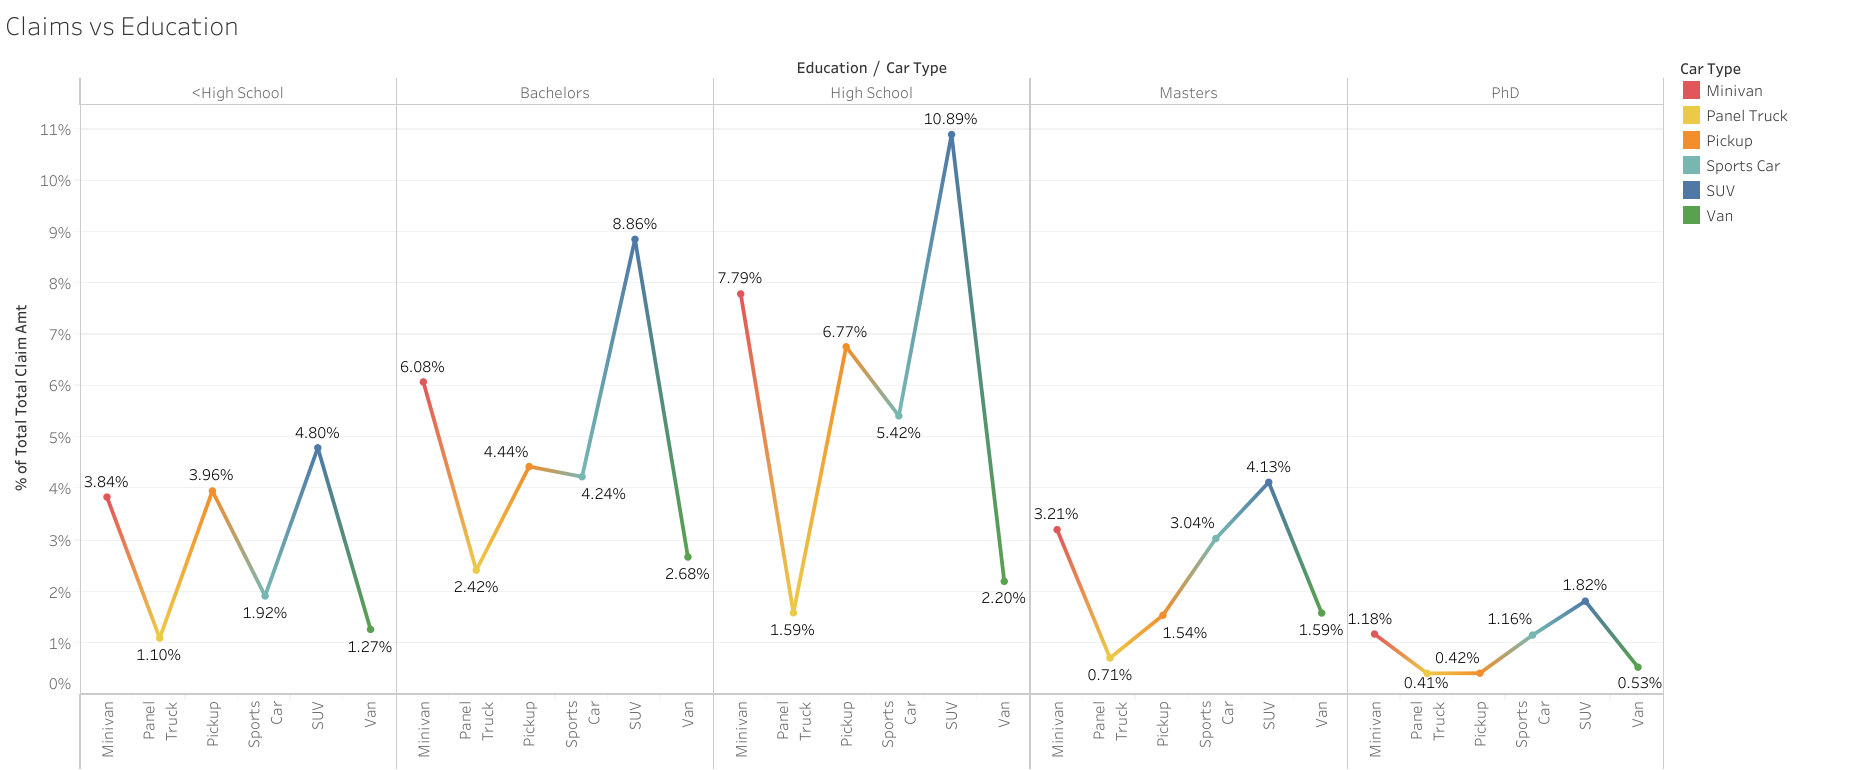 Claims vs Education
Education / Car Type
<High School
Bachelors
High School
Masters
PhD
% of Total Total Claim Amt
11%
10%
9%
8%
7%
6%
5%
4%
3%
2%
1%
0%
3.84%
1.10%
3.96%
1.92%
4.80%
1.27%
6.08%
2.42%
4.44%
4.24%
8.86%
2.68%
7.79%
1.59%
6.77%
5.42%
10.89%
2.20%
3.21%
0.71%
1.54%
3.04%
4.13%
1.59%
1.18%
0.41%
0.42%
1.16%
1.82%
0.53%
Minivan
Panel
Truck
Pickup
Sports
Car
SUV
Van
Minivan
Panel
Truck
Pickup
Sports
Car
SUV
Van
Minivan
Panel
Truck
Pickup
Sports
Car
SUV
Van
Minivan
Panel
Truck
Pickup
Sports
Car
SUV
Van
Minivan
Panel
Truck
Pickup
Sports
Car
SUV
Van
Car Type
Minivan
Panel Truck
Pickup
Sports Car
SUV
Van